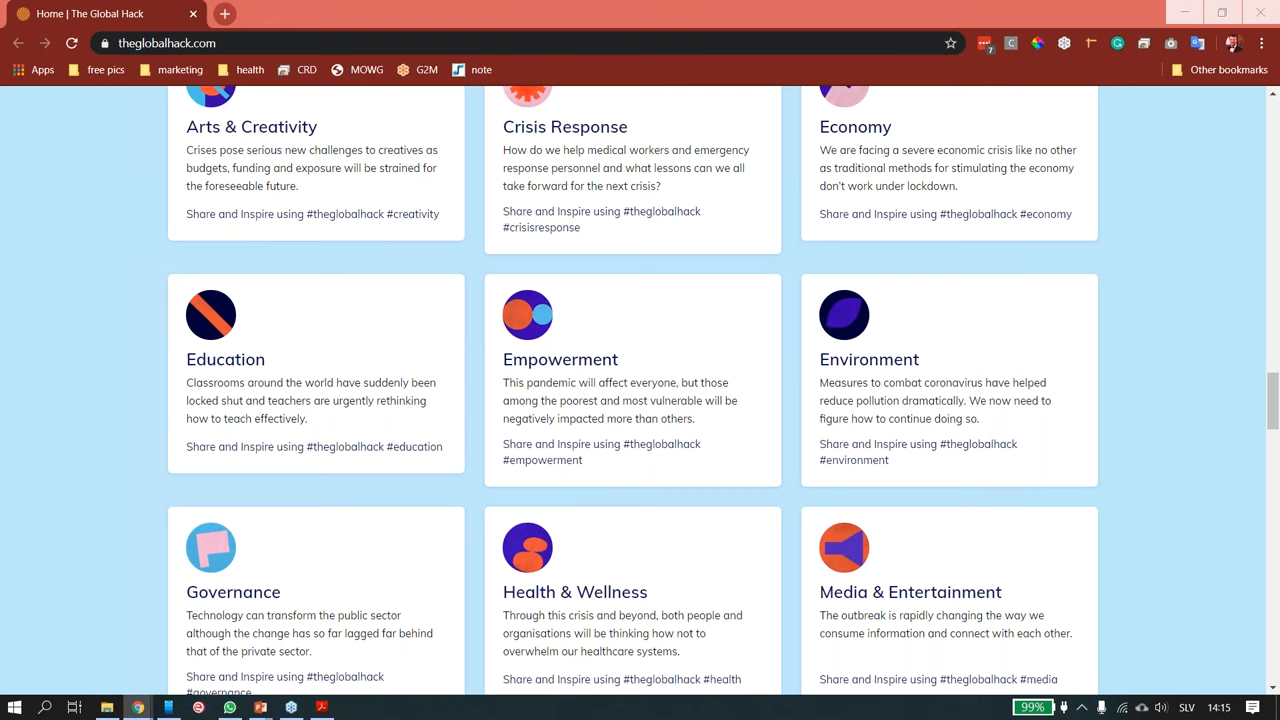 Home | The Global Hack
theglobalhack.com
7
Apps
free pics
marketing
health
CRD
MOWG
G2M
note
Other bookmarks
Arts & Creativity
Crises pose serious new challenges to creatives as
budgets, funding and exposure will be strained for
the foreseeable future.
Share and Inspire using #theglobalhack #creativity
Crisis Response
How do we help medical workers and emergency
response personnel and what lessons can we all
take forward for the next crisis?
Share and Inspire using #theglobalhack
#crisisresponse
Economy
We are facing a severe economic crisis like no other
as traditional methods for stimulating the economy
don't work under lockdown.
Share and Inspire using #theglobalhack #economy
Education
Classrooms around the world have suddenly been
locked shut and teachers are urgently rethinking
how to teach effectively.
Share and Inspire using #theglobalhack #education
Empowerment
This pandemic will affect everyone, but those
among the poorest and most vulnerable will be
negatively impacted more than others.
Share and Inspire using #theglobalhack
#empowerment
Environment
Measures to combat coronavirus have helped
reduce pollution dramatically. We now need to
figure how to continue doing so.
Share and Inspire using #theglobalhack
#environment
Governance
Technology can transform the public sector
although the change has so far lagged far behind
that of the private sector.
Share and Inspire using #theglobalhack
#governance
Health & Wellness
Through this crisis and beyond, both people and
organisations will be thinking how not to
overwhelm our healthcare systems.
Share and Inspire using #theglobalhack #health
Media & Entertainment
The outbreak is rapidly changing the way we
consume information and connect with each other.
Share and Inspire using #theglobalhack #media
99%
SLV
14:15